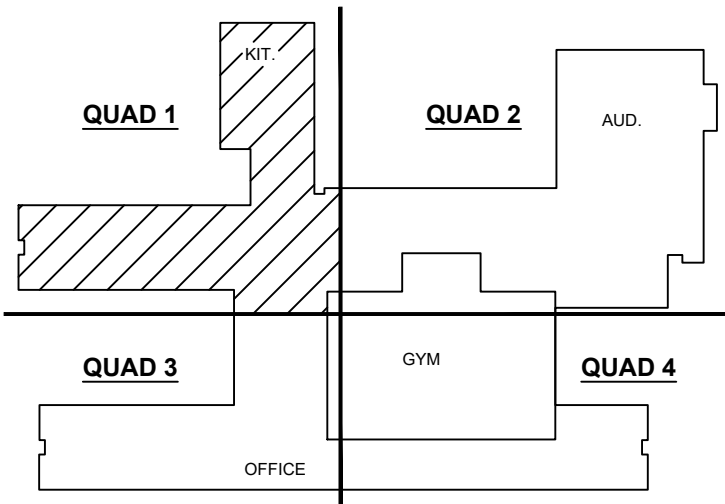 KIT.
QUAD 1
QUAD 2
AUD.
QUAD 3
GYM
QUAD 4
OFFICE